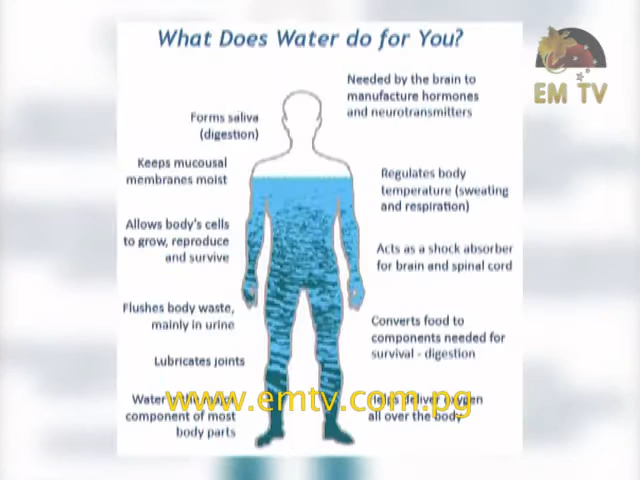 What Does Water do for You?
EM TV
Needed by the brain to
manufacture hormones
and neurotransmitters
Forms saliva
(digestion)
Keeps mucousal
membranes moist
Regulates body
temperature (sweating
and respiration)
Allows body's cells
to grow, reproduce
and survive
Acts as a shock absorber
for brain and spinal cord
Flushes body waste,
mainly in urine
Converts food to
components needed for
survival - digestion
Lubricates joints
www.emtv.com.pg
Water is the major
component of most
body parts
Helps deliver oxygen
all over the body